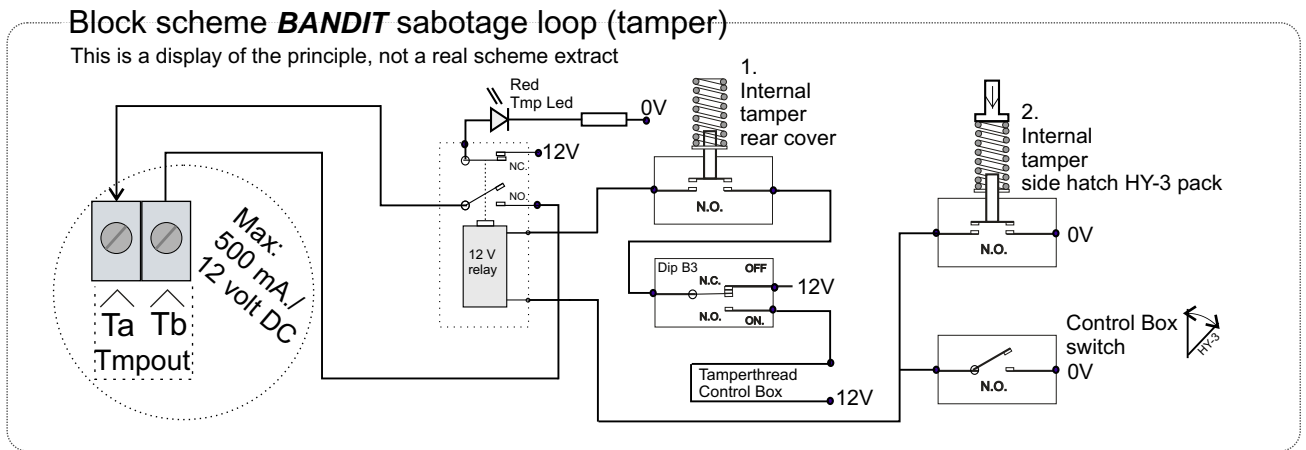 Block scheme BANDIT sabotage loop (tamper)
This is a display of the principle, not a real scheme extract
Red
Tmp Led
0V
12V
NC.
NO.
12 V
relay
1.
Internal
tamper
rear cover
N.O.
2.
Internal
tamper
side hatch HY-3 pack
N.O.
0V
Max:
500 mA./
12 volt DC
Ta Tb
Tmpout
Dip B3
N.C.
OFF
12V
N.O.
ON.
Tamperthread
Control Box
12V
Control Box
switch
HY-3
N.O.
0V